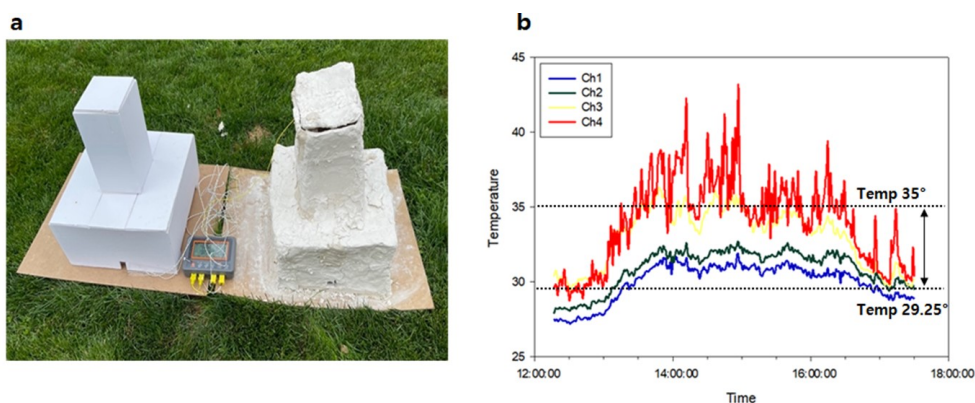 a
b
45
40
35
30
25
Temperature
Ch1
Ch2
Ch3
Ch4
Temp 35°
Temp 29.25°
12:00:00
14:00:00
16:00:00
18:00:00
Time